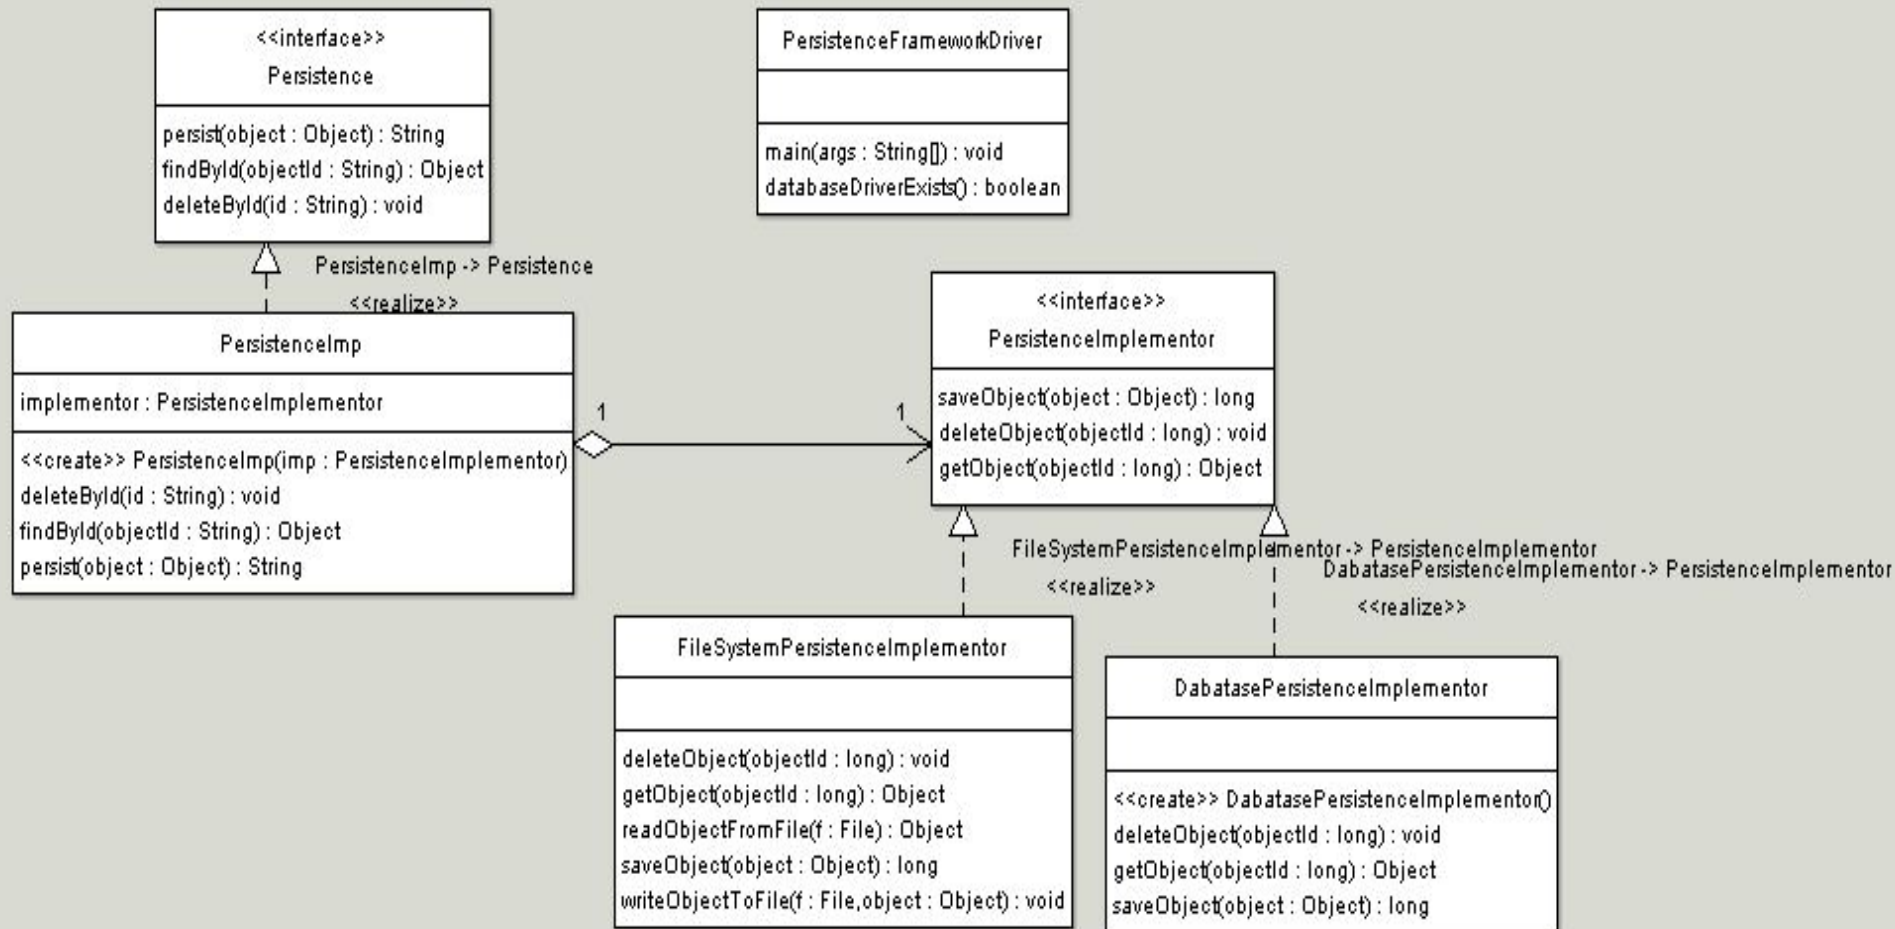 <<interface>>
Persistence
persist(object : Object) : String
findById(objectId : String) : Object
deleteById(id : String) : void
PersistenceFrameworkDriver
main(args : String[]) : void
databaseDriverExists() : boolean
PersistenceImp -> Persistence
<<realize>>
PersistenceImp
implementor : PersistenceImplementor
<<create>> PersistenceImp(imp : PersistenceImplementor)
deleteById(id : String) : void
findById(objectId : String) : Object
persist(object : Object) : String
1
1
<<interface>>
PersistenceImplementor
saveObject(object : Object) : long
deleteObject(objectId : long) : void
getObject(objectId : long) : Object
FileSystemPersistenceImplementor -> PersistenceImplementor
<<realize>>
DabatasePersistenceImplementor -> PersistenceImplementor
<<realize>>
FileSystemPersistenceImplementor
deleteObject(objectId : long) : void
getObject(objectId : long) : Object
readObjectFromFile(f : File) : Object
saveObject(object : Object) : long
writeObjectToFile(f : File,object : Object) : void
DabatasePersistenceImplementor
<<create>> DabatasePersistenceImplementor()
deleteObject(objectId : long) : void
getObject(objectId : long) : Object
saveObject(object : Object) : long